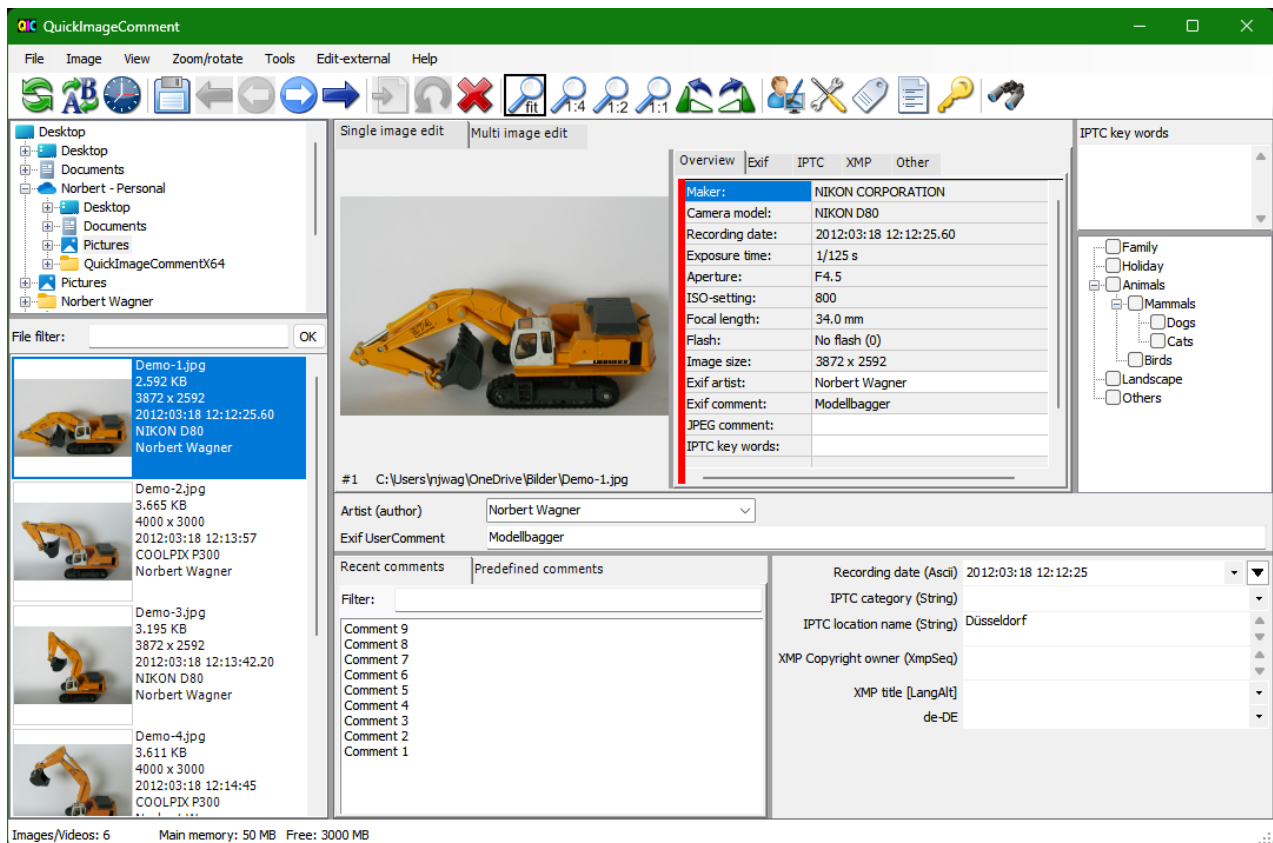 QuickImageComment
File Image View Zoom/rotate Tools Edit-external Help
fit 1:4 1:2 1:1
Desktop
Desktop
Documents
Norbert - Personal
Desktop
Documents
Pictures
QuickImageCommentX64
Pictures
Norbert Wagner
File filter: OK
Demo-1.jpg
2.592 KB
3872 x 2592
2012:03:18 12:12:25.60
NIKON D80
Norbert Wagner
Demo-2.jpg
3.665 KB
4000 x 3000
2012:03:18 12:13:57
COOLPIX P300
Norbert Wagner
Demo-3.jpg
3.195 KB
3872 x 2592
2012:03:18 12:13:42.20
NIKON D80
Norbert Wagner
Demo-4.jpg
3.611 KB
4000 x 3000
2012:03:18 12:14:45
COOLPIX P300
Single image edit Multi image edit
974
LIEBHERR
#1 C:\Users\njwag\OneDrive\Bilder\Demo-1.jpg
Overview Exif IPTC XMP Other
Maker: NIKON CORPORATION
Camera model: NIKON D80
Recording date: 2012:03:18 12:12:25.60
Exposure time: 1/125 s
Aperture: F4.5
ISO-setting: 800
Focal length: 34.0 mm
Flash: No flash (0)
Image size: 3872 x 2592
Exif artist: Norbert Wagner
Exif comment: Modellbagger
JPEG comment:
IPTC key words:
IPTC key words
Family
Holiday
Animals
Mammals
Dogs
Cats
Birds
Landscape
Others
Artist (author) Norbert Wagner
Exif UserComment Modellbagger
Recent comments Predefined comments
Filter:
Comment 9
Comment 8
Comment 7
Comment 6
Comment 5
Comment 4
Comment 3
Comment 2
Comment 1
Recording date (Ascii) 2012:03:18 12:12:25
IPTC category (String)
IPTC location name (String) Düsseldorf
XMP Copyright owner (XmpSeq)
XMP title [LangAlt]
de-DE
Images/Videos: 6 Main memory: 50 MB Free: 3000 MB